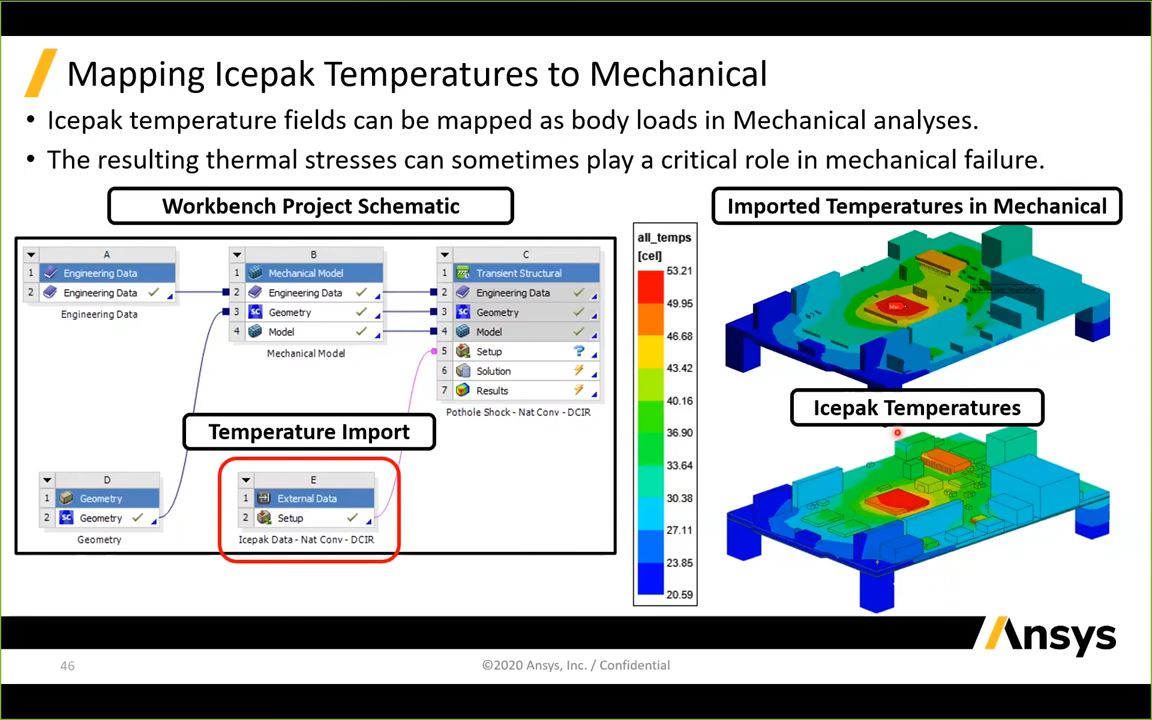 Mapping Icepak Temperatures to Mechanical
• Icepak temperature fields can be mapped as body loads in Mechanical analyses.
• The resulting thermal stresses can sometimes play a critical role in mechanical failure.
Workbench Project Schematic
A
1 Engineering Data
2 Engineering Data
Engineering Data
B
1 Mechanical Model
2 Engineering Data
3 Geometry
4 Model
Mechanical Model
C
1 Transient Structural
2 Engineering Data
3 Geometry
4 Model
5 Setup
6 Solution
7 Results
Pothole Shock - Nat Conv - DCIR
Temperature Import
D
1 Geometry
2 Geometry
Geometry
E
1 External Data
2 Setup
Icepak Data - Nat Conv - DCIR
all_temps
[cel]
53.21
49.95
46.68
43.42
40.16
36.90
33.64
30.38
27.11
23.85
20.59
Imported Temperatures in Mechanical
Icepak Temperatures
Ansys
46
©2020 Ansys, Inc. / Confidential